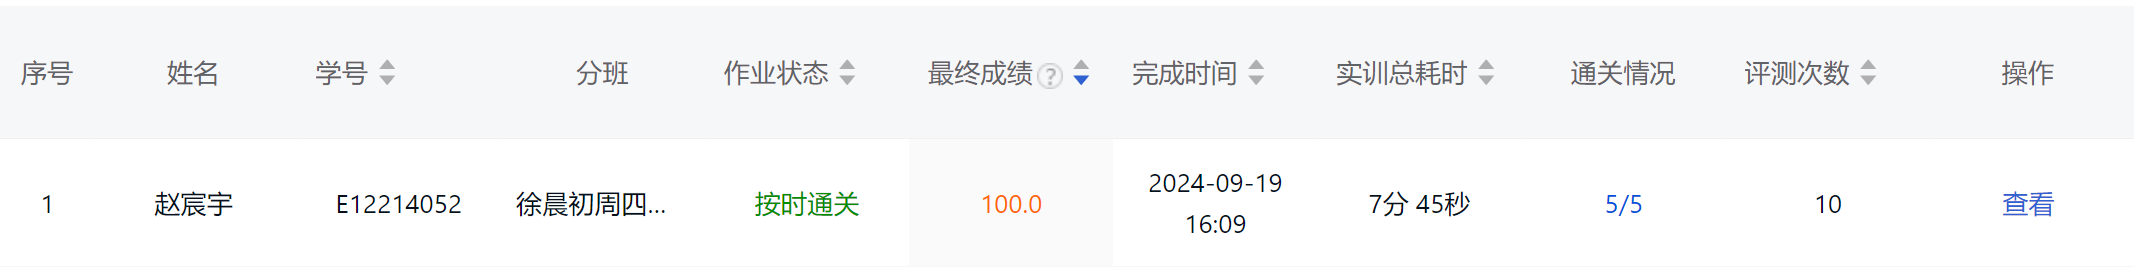 序号 姓名 学号 分班 作业状态 最终成绩 ? 完成时间 实训总耗时 通关情况 评测次数 操作
1 赵宸宇 E12214052 徐晨初周四... 按时通关 100.0 2024-09-19 7分 45秒 5/5 10 查看
16:09